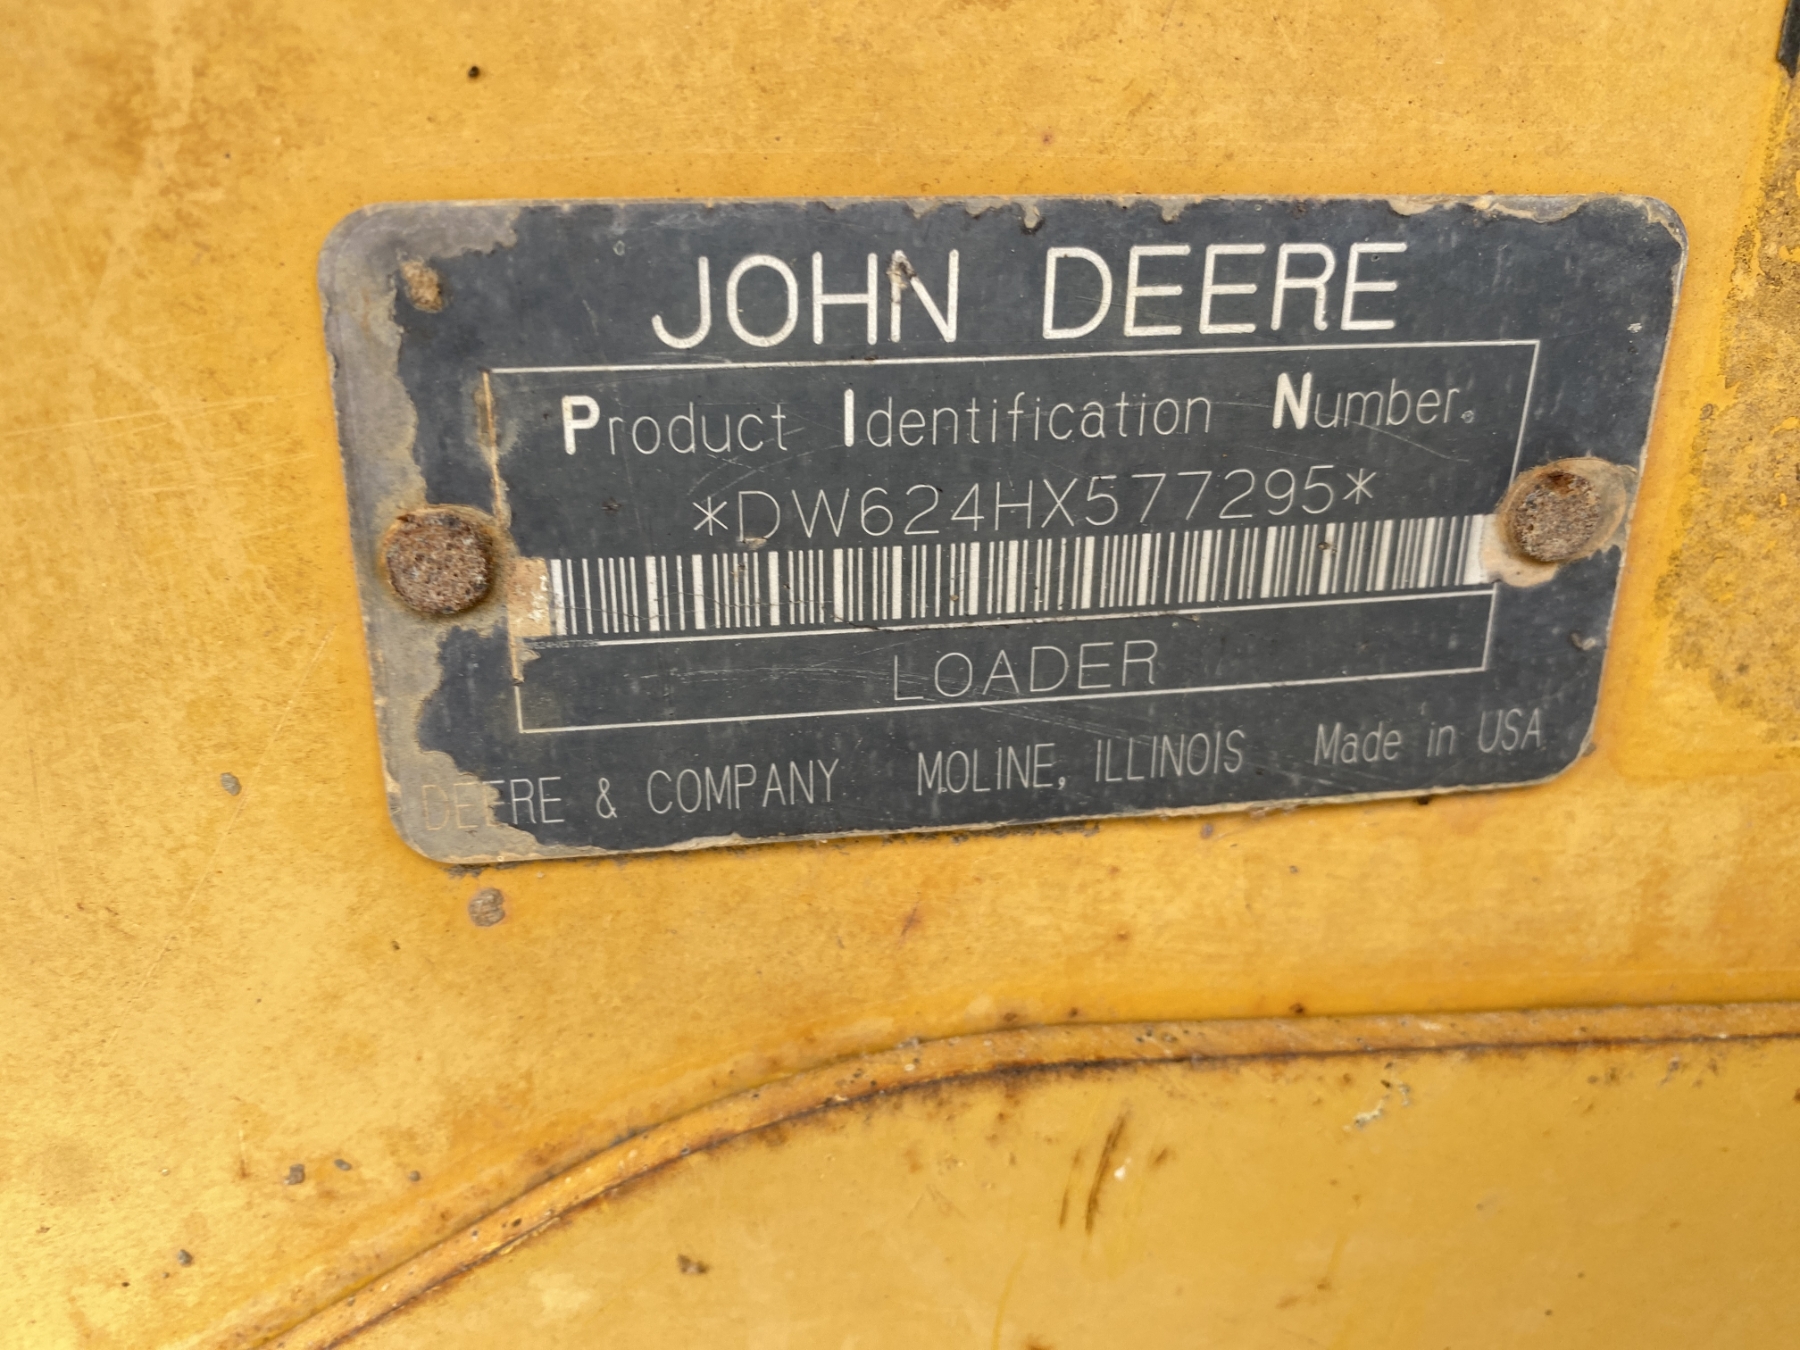 JOHN DEERE
Product Identification Number
*DW624HX577295*
LOADER
DEERE & COMPANY MOLINE, ILLINOIS Made in USA